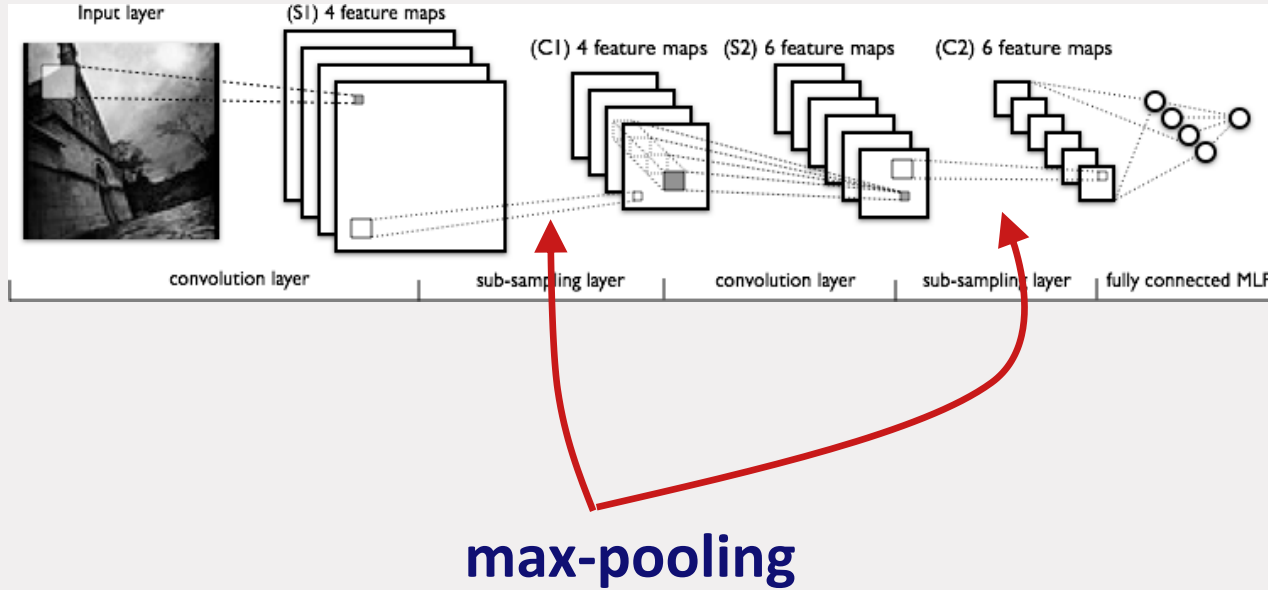 Input layer
(S1) 4 feature maps
(C1) 4 feature maps
(S2) 6 feature maps
(C2) 6 feature maps
convolution layer
sub-sampling layer
convolution layer
sub-sampling layer
fully connected MLP
max-pooling